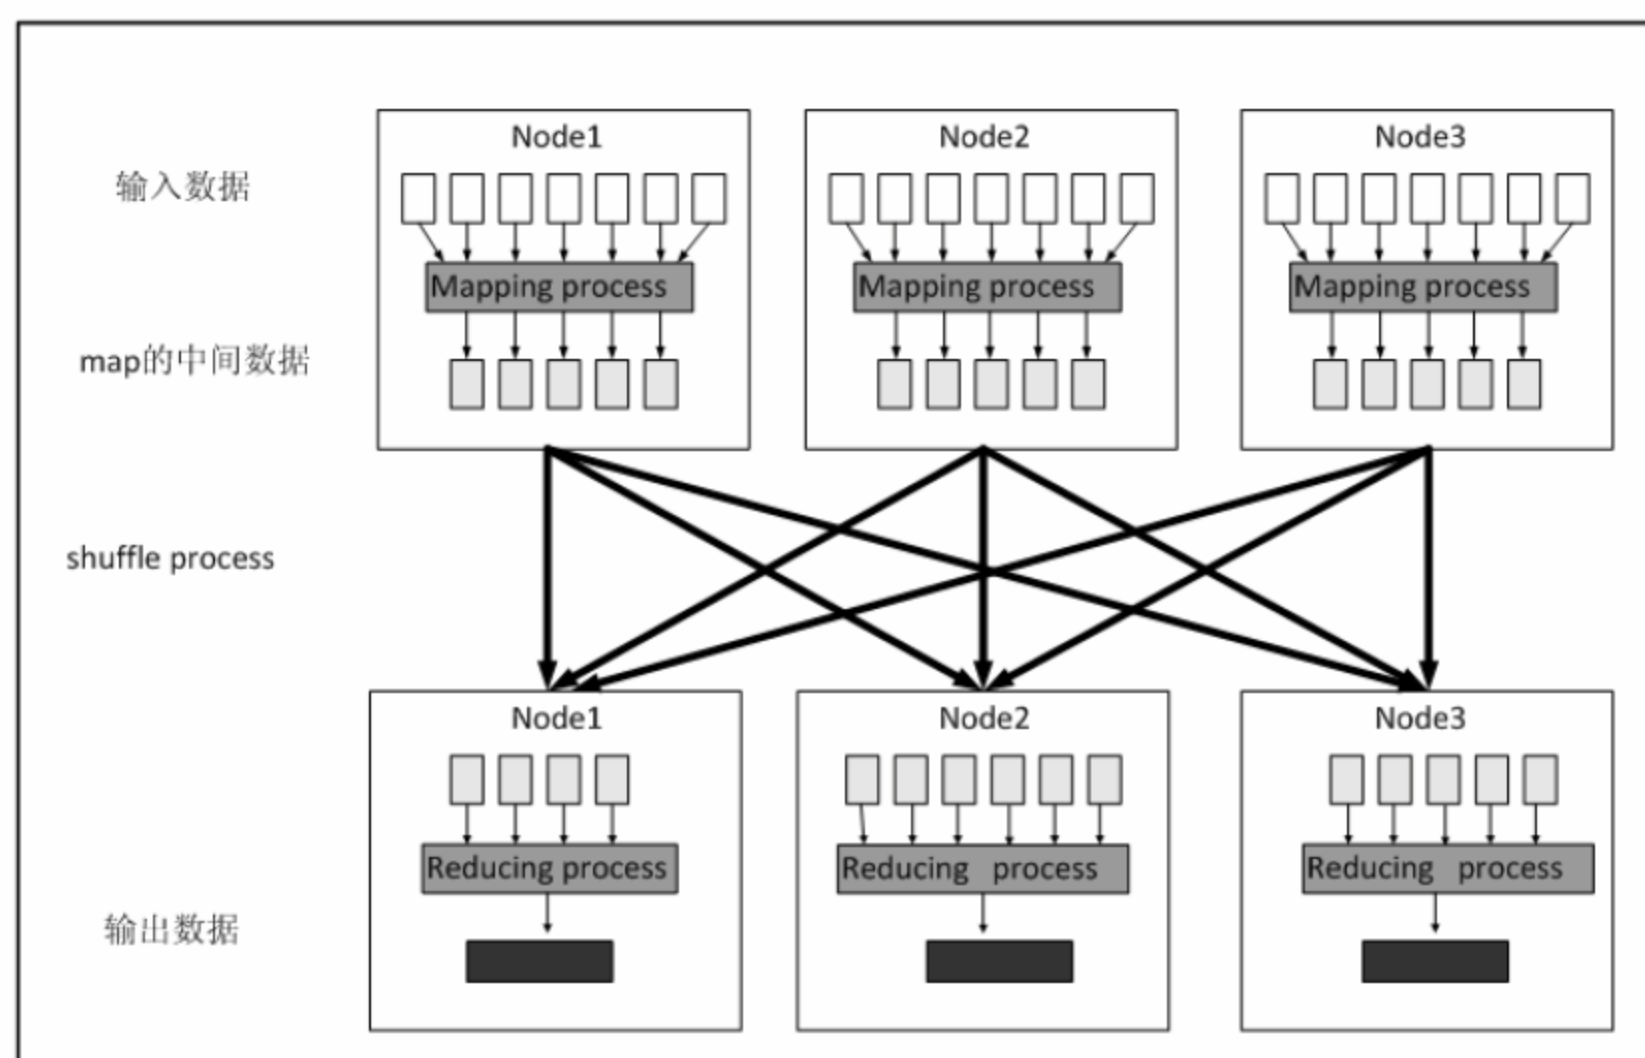 Node1
Node2
Node3
输入数据
Mapping process
Mapping process
Mapping process
map的中间数据
shuffle process
Node1
Node2
Node3
Reducing process
Reducing process
Reducing process
输出数据